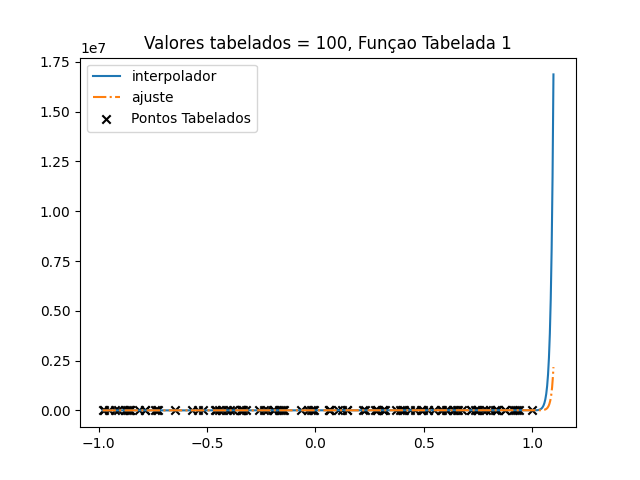 Valores tabelados = 100, Funçao Tabelada 1
1e7
1.75
1.50
1.25
1.00
0.75
0.50
0.25
0.00
interpolador
ajuste
Pontos Tabelados
−1.0 −0.5 0.0 0.5 1.0